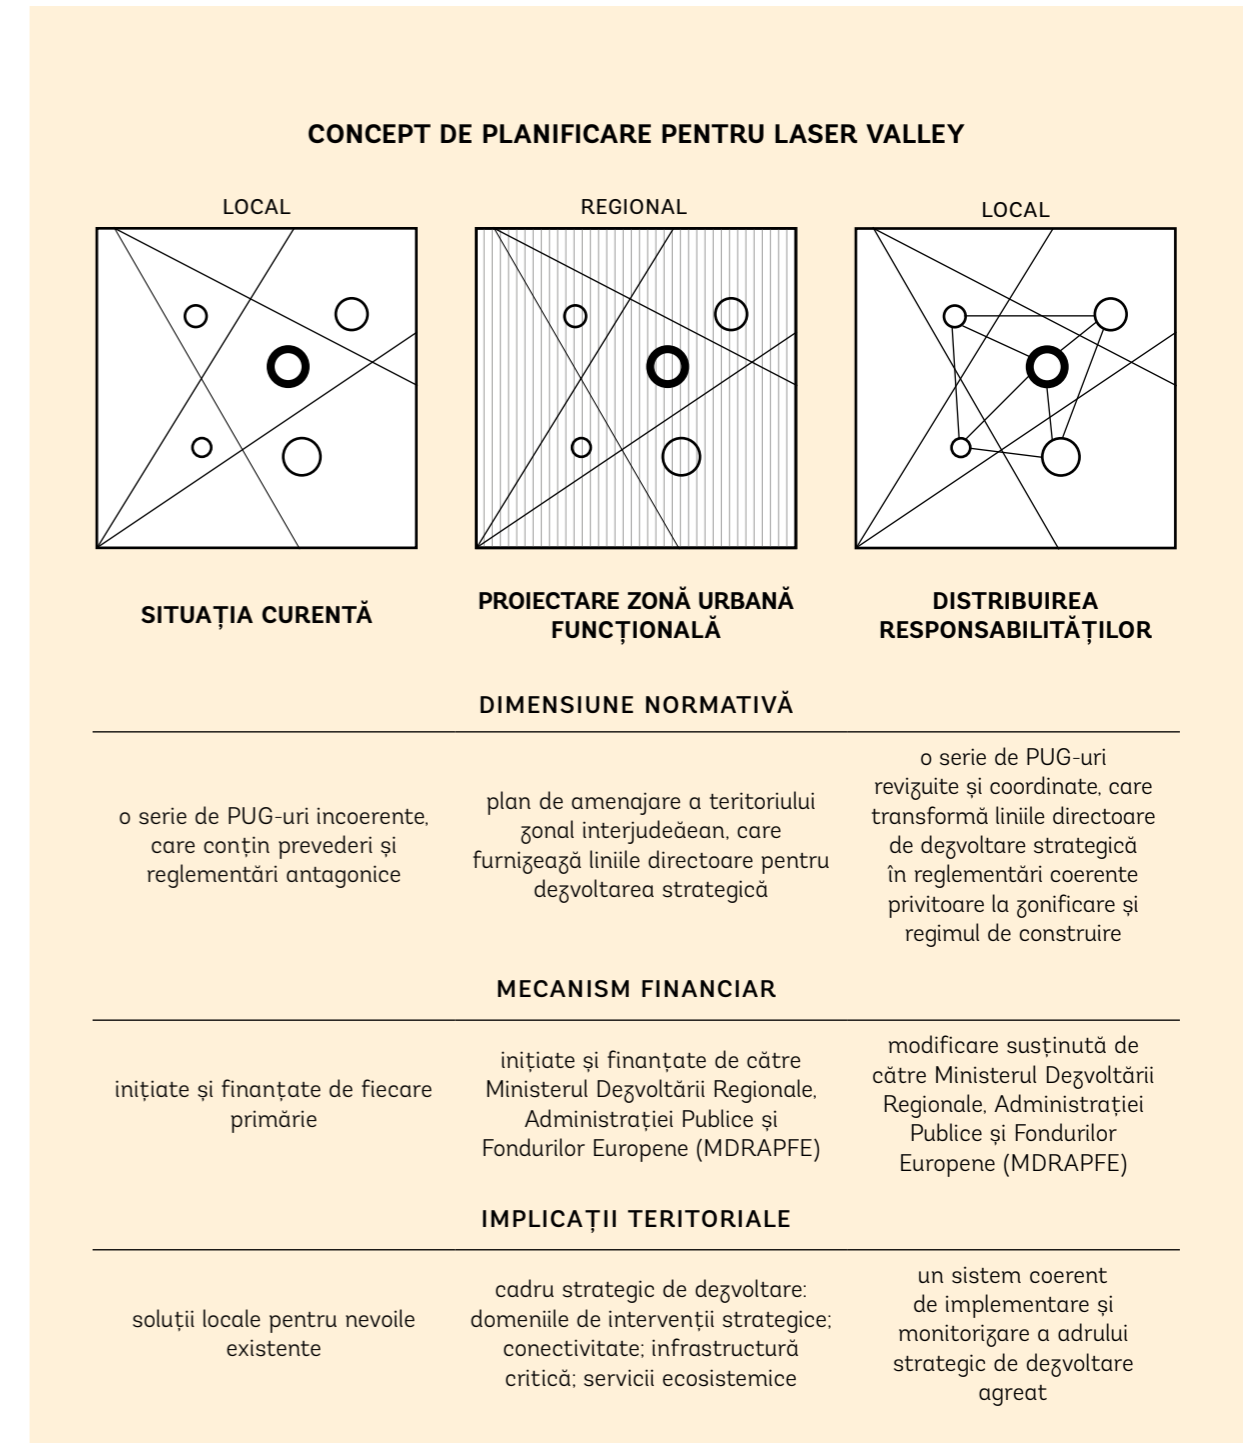 CONCEPT DE PLANIFICARE PENTRU LASER VALLEY
LOCAL
REGIONAL
LOCAL
SITUAȚIA CURENTĂ
PROIECTARE ZONĂ URBANĂ
FUNCȚIONALĂ
DISTRIBUIREA
RESPONSABILITĂȚILOR
DIMENSIUNE NORMATIVĂ
o serie de PUG-uri incoerente,
care conțin prevederi și
reglementări antagonice
plan de amenajare a teritoriului
zonal interjudeăean, care
furnizează liniile directoare pentru
dezvoltarea strategică
o serie de PUG-uri
revizuite și coordinate, care
transformă liniile directoare
de dezvoltare strategică
în reglementări coerente
privitoare la zonificare și
regimul de construire
MECANISM FINANCIAR
inițiate și finanțate de fiecare
primărie
inițiate și finanțate de către
Ministerul Dezvoltării Regionale,
Administrației Publice și
Fondurilor Europene (MDRAPFE)
modificare susținută de
către Ministerul Dezvoltării
Regionale, Administrației
Publice și Fondurilor
Europene (MDRAPFE)
IMPLICAȚII TERITORIALE
soluții locale pentru nevoile
existente
cadru strategic de dezvoltare:
domeniile de intervenții strategice;
conectivitate; infrastructură
critică; servicii ecosistemice
un sistem coerent
de implementare și
monitorizare a adrului
strategic de dezvoltare
agreat